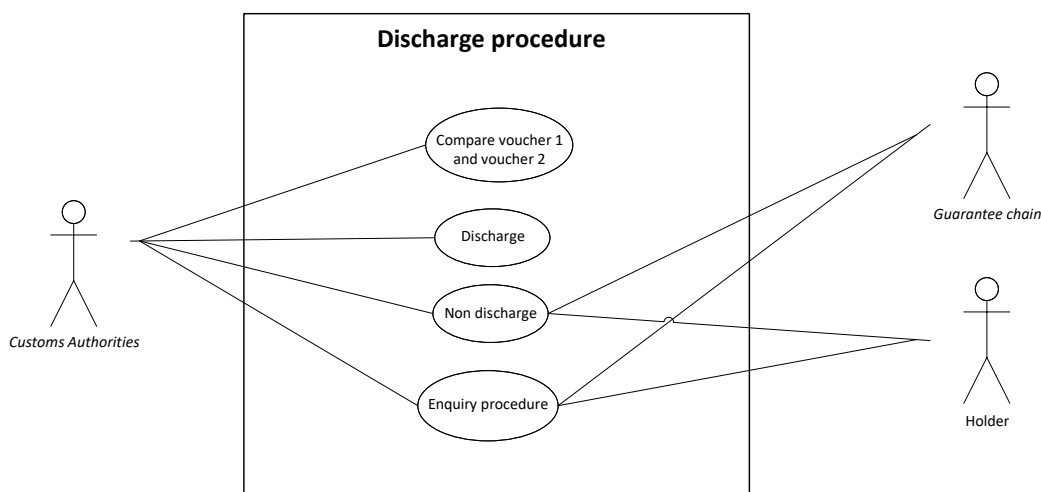 Discharge procedure
Compare voucher 1
and voucher 2
Guarantee chain
Discharge
Non discharge
Customs Authorities
Enquiry procedure
Holder